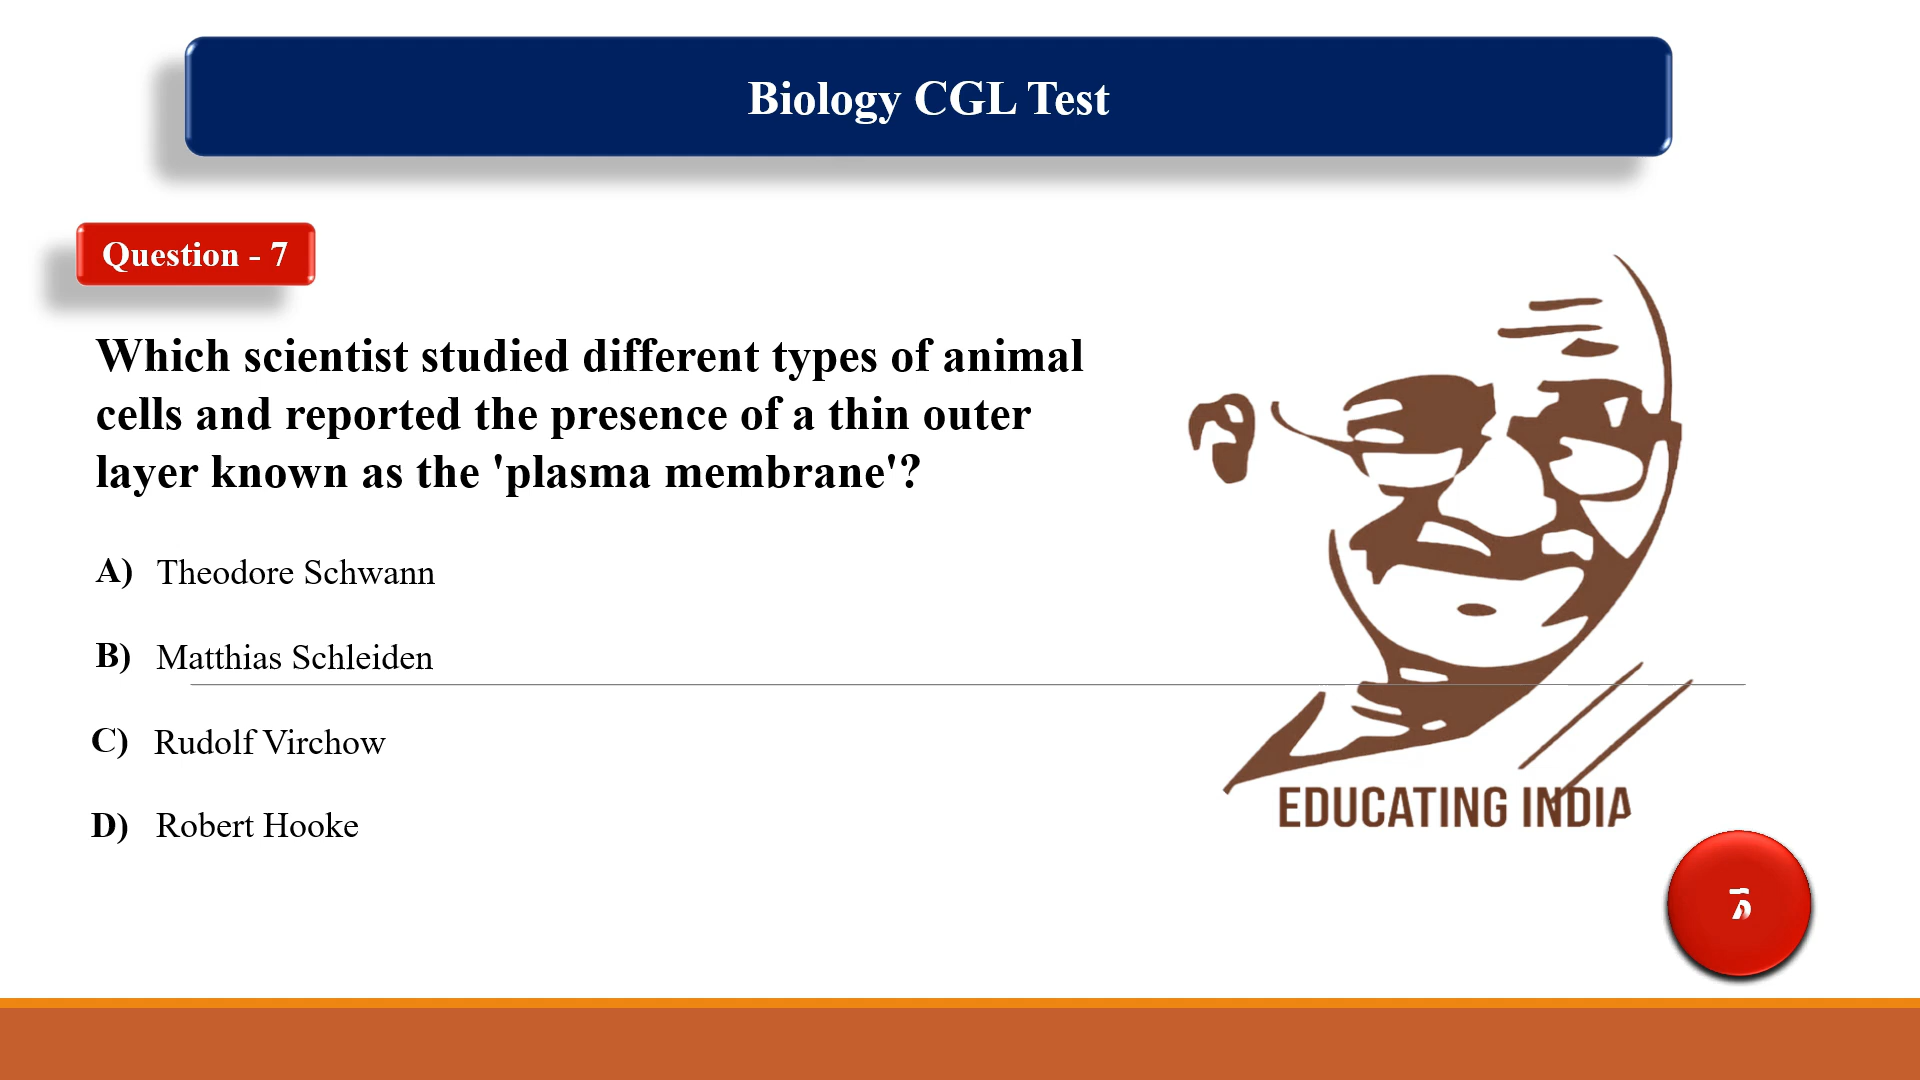 Biology CGL Test
Question - 7
Which scientist studied different types of animal
cells and reported the presence of a thin outer
layer known as the 'plasma membrane'?
A) Theodore Schwann
B) Matthias Schleiden
C) Rudolf Virchow
D) Robert Hooke
EDUCATING INDIA